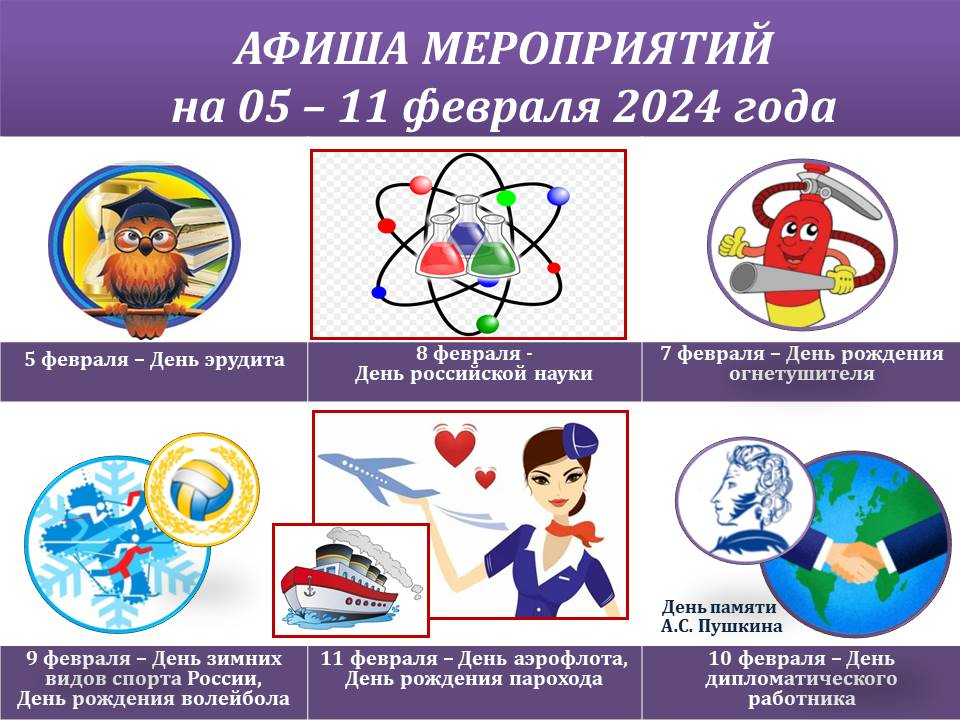 АФИША МЕРОПРИЯТИЙ
на 05 – 11 февраля 2024 года
5 февраля – День эрудита
8 февраля -
День российской науки
7 февраля – День рождения
огнетушителя
День памяти
А.С. Пушкина
9 февраля – День зимних
видов спорта России,
День рождения волейбола
11 февраля – День аэрофлота,
День рождения парохода
10 февраля – День
дипломатического
работника